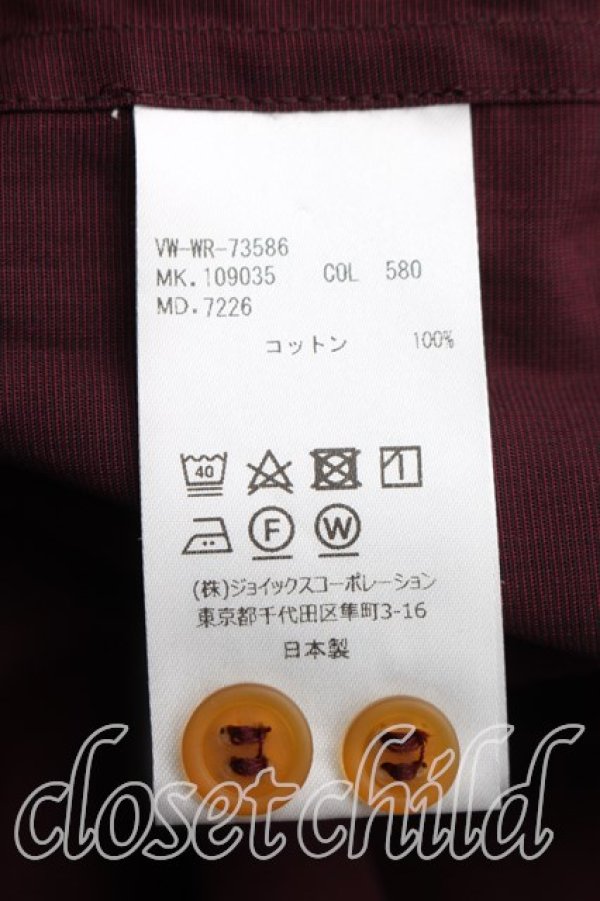 VW-WR-73586
MK.109035 COL 580
MD.7226
コットン 100%
40
F W
(株)ジョイックスコーポレーション
東京都千代田区隼町3-16
日本製
closet child